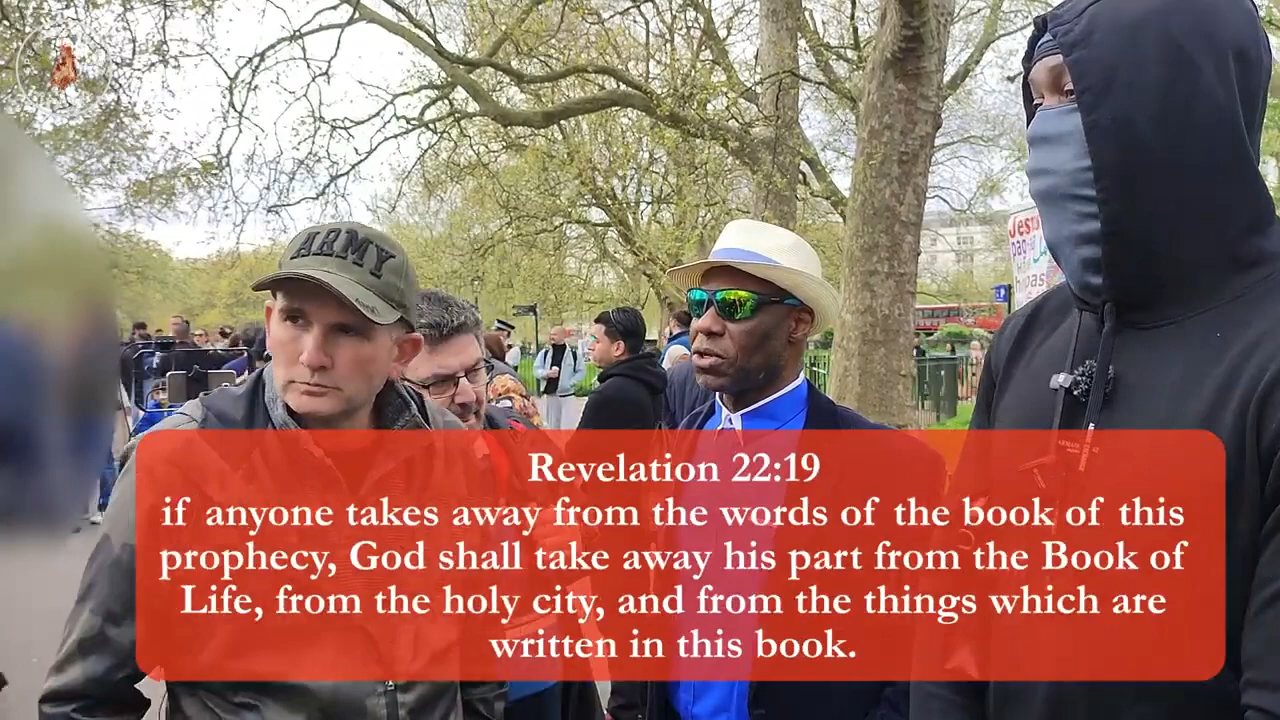 ARMY
Jesu
Revelation 22:19
if anyone takes away from the words of the book of this
prophecy, God shall take away his part from the Book of
Life, from the holy city, and from the things which are
written in this book.